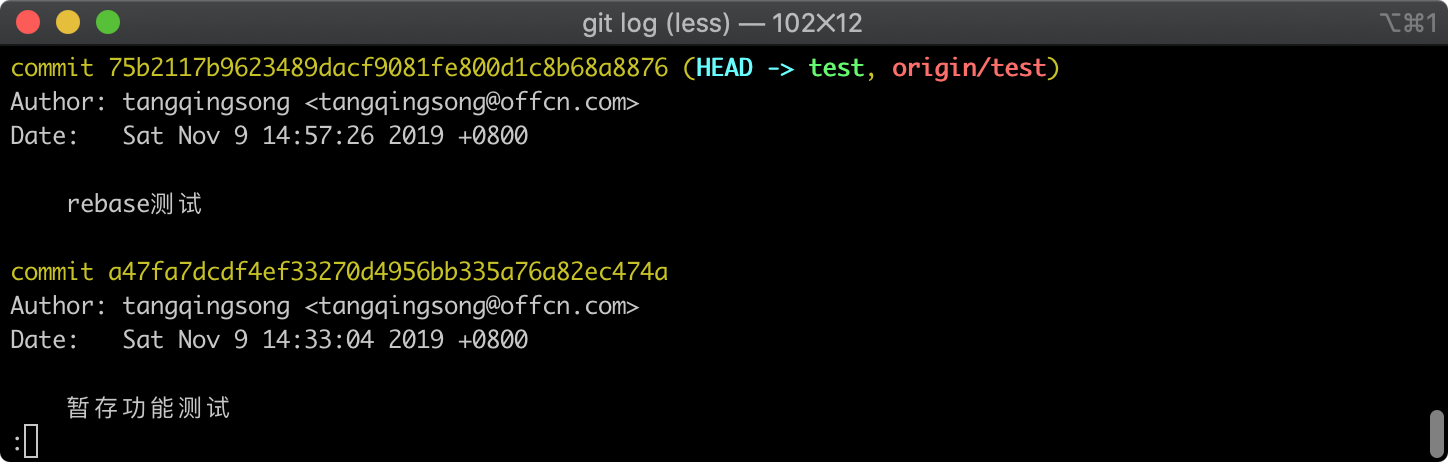 git log (less) — 102×12
⌥⌘1
commit 75b2117b9623489dacf9081fe800d1c8b68a8876 (HEAD -> test, origin/test)
Author: tangqingsong <tangqingsong@offcn.com>
Date:   Sat Nov 9 14:57:26 2019 +0800
rebase测试
commit a47fa7dcdf4ef33270d4956bb335a76a82ec474a
Author: tangqingsong <tangqingsong@offcn.com>
Date:   Sat Nov 9 14:33:04 2019 +0800
暂存功能测试
: